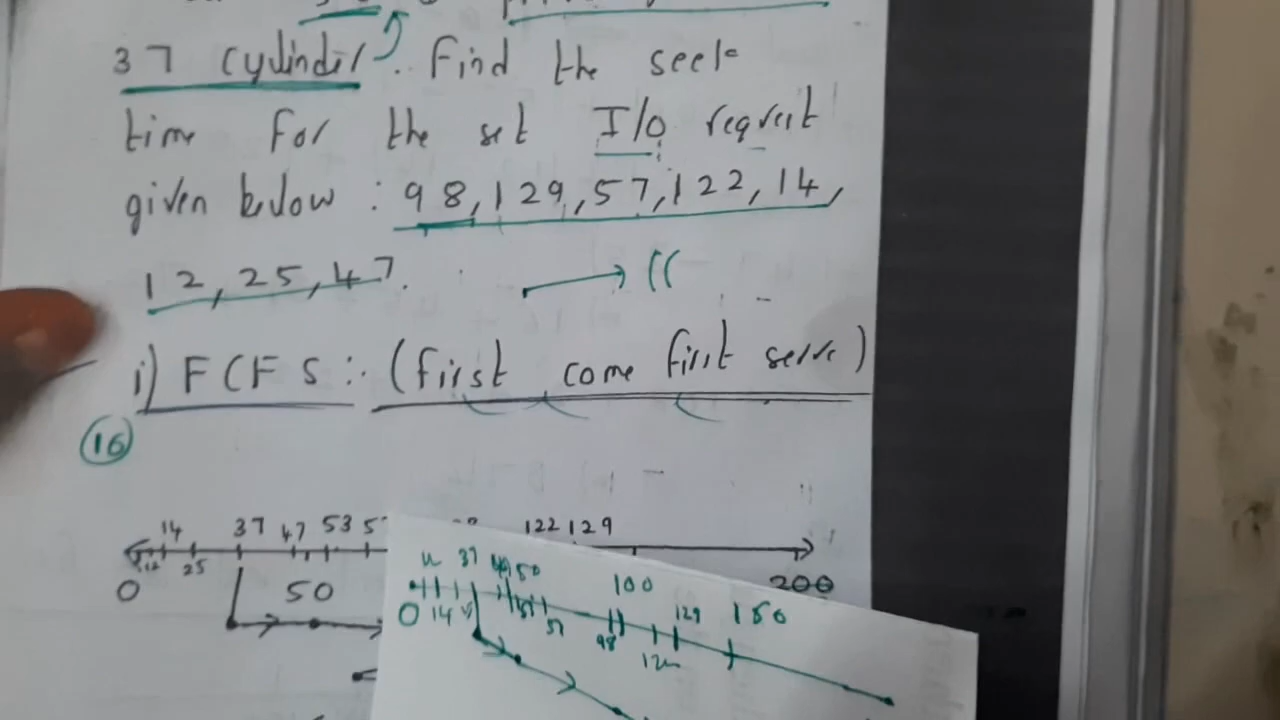 37 cylinder. Find the seek
time for the set I/O request
given below : 98, 129, 57, 122, 14,
12, 25, 47.
i) FCFS :- (first come first serve)
16
14 37 47 53 122 129
12 25
0 50 200
37 50 100 129 150
0 14 57 98